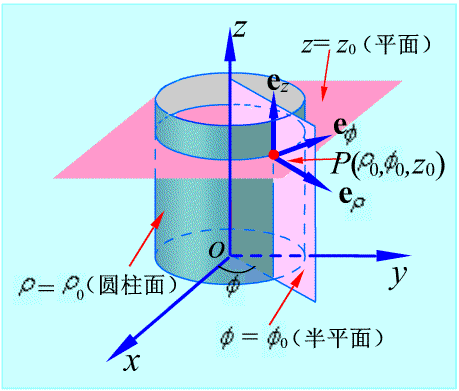 z
z = z₀（平面）
e_z
e_ϕ
P(ρ₀,ϕ₀,z₀)
e_ρ
o
y
ρ = ρ₀（圆柱面）
ϕ
ϕ = ϕ₀（半平面）
x